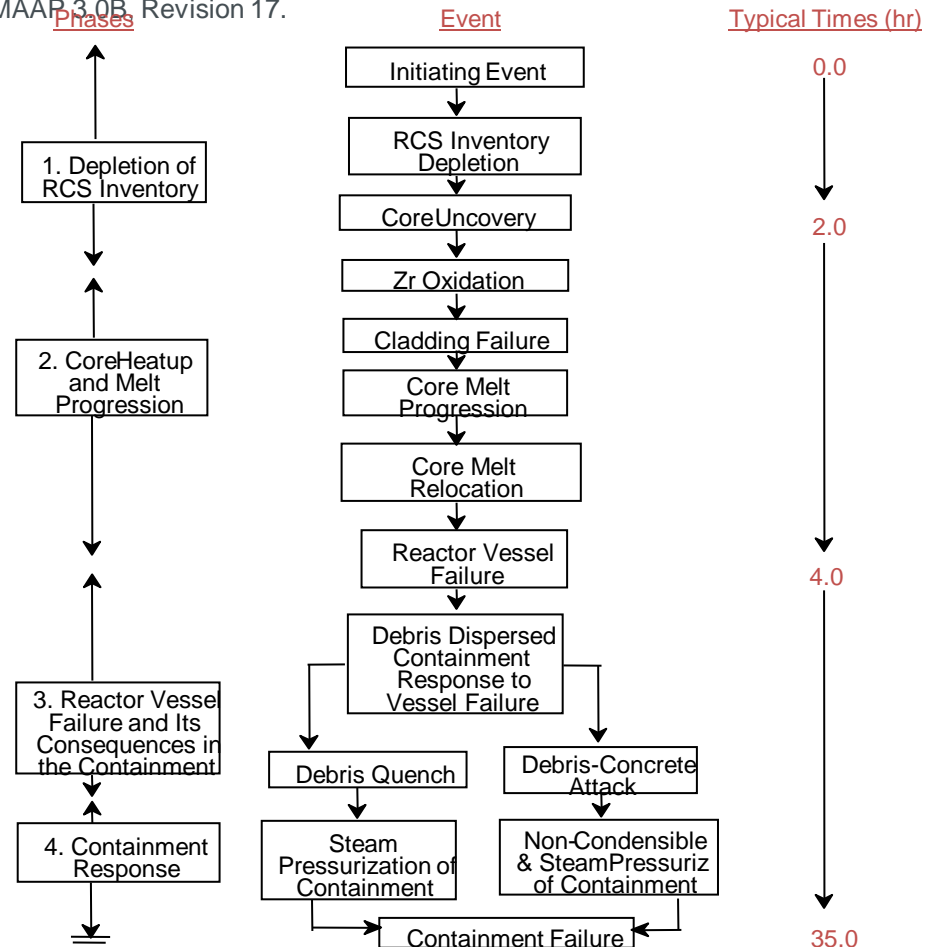 MAAP 3.0B, Revision 17.
Phases
Event
Typical Times (hr)
Initiating Event
0.0
RCS Inventory
Depletion
1. Depletion of
RCS Inventory
CoreUncovery
2.0
Zr Oxidation
Cladding Failure
2. CoreHeatup
and Melt
Progression
Core Melt
Progression
Core Melt
Relocation
Reactor Vessel
Failure
4.0
Debris Dispersed
Containment
Response to
Vessel Failure
3. Reactor Vessel
Failure and Its
Consequences in
the Containment
Debris Quench
Debris-Concrete
Attack
4. Containment
Response
Steam
Pressurization of
Containment
Non-Condensible
& SteamPressuriz
of Containment
Containment Failure
35.0